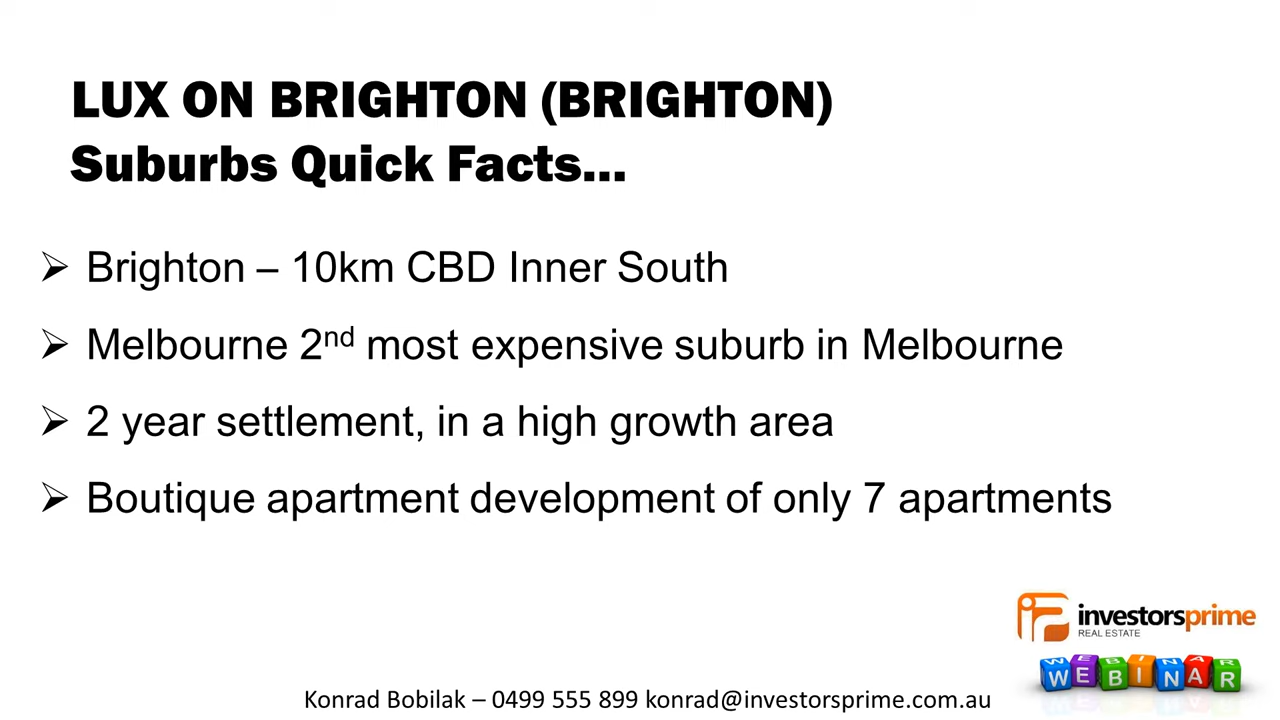 LUX ON BRIGHTON (BRIGHTON)
Suburbs Quick Facts...
➢ Brighton – 10km CBD Inner South
➢ Melbourne 2nd most expensive suburb in Melbourne
➢ 2 year settlement, in a high growth area
➢ Boutique apartment development of only 7 apartments
investorsprime
REAL ESTATE
WEBINAR
Konrad Bobilak – 0499 555 899 konrad@investorsprime.com.au